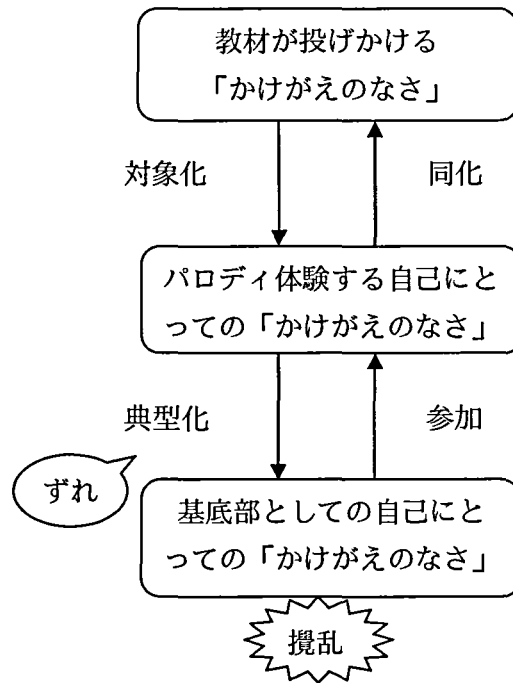 教材が投げかける
「かけがえのなさ」
対象化
同化
パロディ体験する自己にと
っての「かけがえのなさ」
典型化
参加
ずれ
基底部としての自己にと
っての「かけがえのなさ」
攪乱